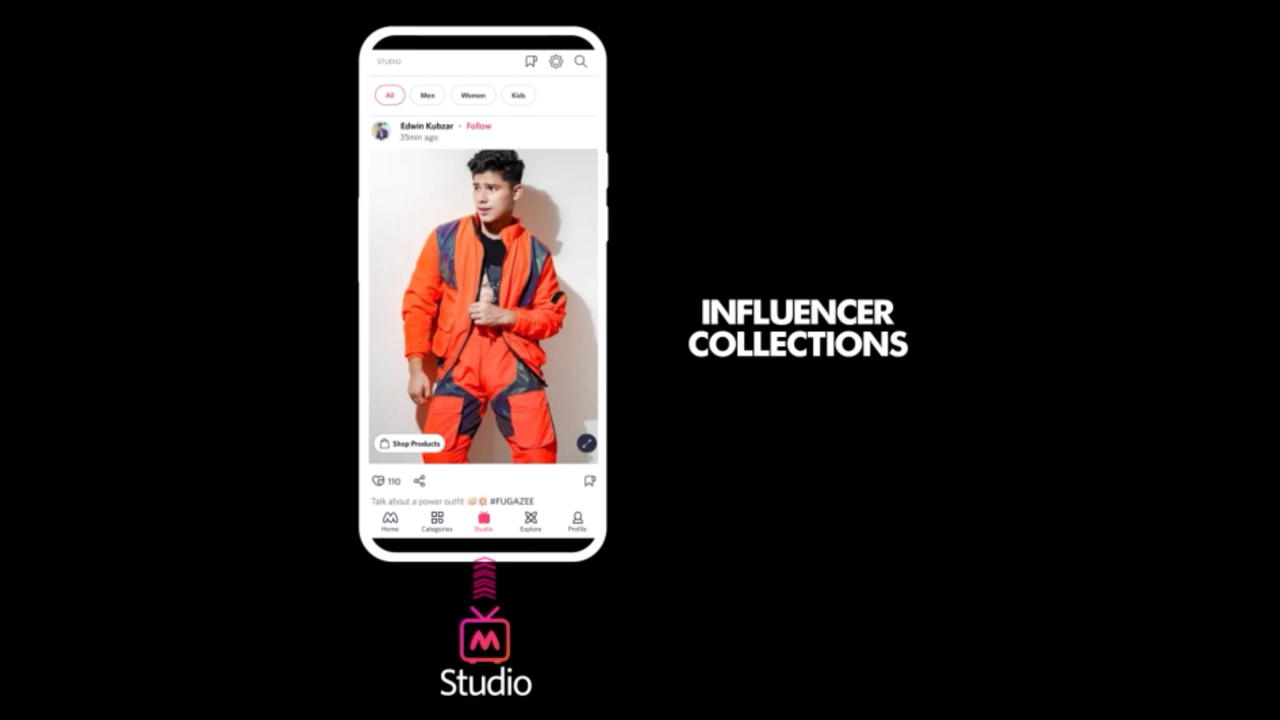 STUDIO
All Men Women Kids
Edwin Kubzar • Follow
35min ago
Shop Products
110
Talk about a power outfit 🤛💥 #FUGAZEE
Home Categories Studio Explore Profile
INFLUENCER
COLLECTIONS
Studio